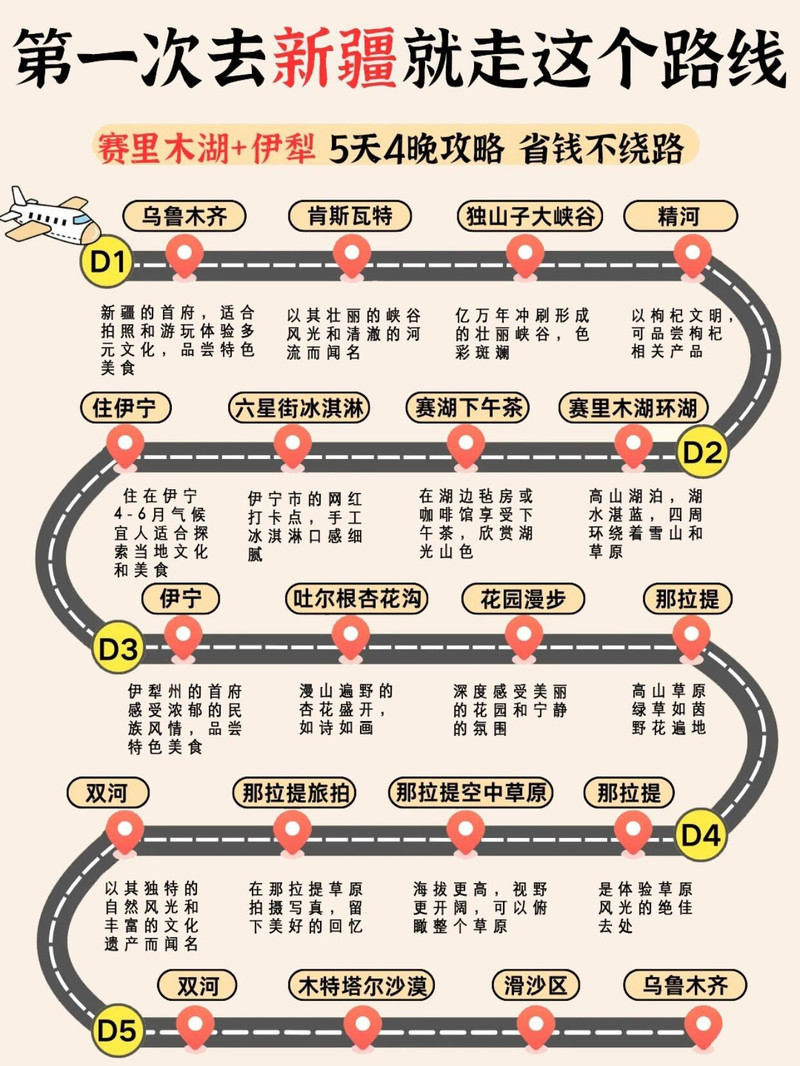 第一次去新疆就走这个路线
赛里木湖+伊犁 5天4晚攻略 省钱不绕路
乌鲁木齐
肯斯瓦特
独山子大峡谷
精河
D1
新疆的首府，适合
拍照和游玩体验多
元文化，品尝特色
美食
以其壮丽的峡谷
风光和清澈的河
流而闻名
亿万年冲刷形成
的壮丽峡谷，色
彩斑斓
以枸杞文明，
可品尝枸杞
相关产品
住伊宁
六星街冰淇淋
赛湖下午茶
赛里木湖环湖
D2
住在伊宁
4-6月气候
宜人适合探
索当地文化
和美食
伊宁市的网红
打卡点，手工
冰淇淋口感细
腻
在湖边毡房或
咖啡馆享受下
午茶，欣赏湖
光山色
高山湖泊，湖
水湛蓝，四周
环绕着雪山和
草原
伊宁
吐尔根杏花沟
花园漫步
那拉提
D3
伊犁州的首府
感受浓郁的民
族风情，品尝
特色美食
漫山遍野的
杏花盛开，
如诗如画
深度感受美丽
的花园和宁静
的氛围
高山草原
绿草如茵
野花遍地
双河
那拉提旅拍
那拉提空中草原
那拉提
D4
以其独特的
自然风光和
丰富的文化
遗产而闻名
在那拉提草原
拍摄写真，留
下美好的回忆
海拔更高，视野
更开阔，可以俯
瞰整个草原
是体验草原
风光的绝佳
去处
双河
木特塔尔沙漠
滑沙区
乌鲁木齐
D5